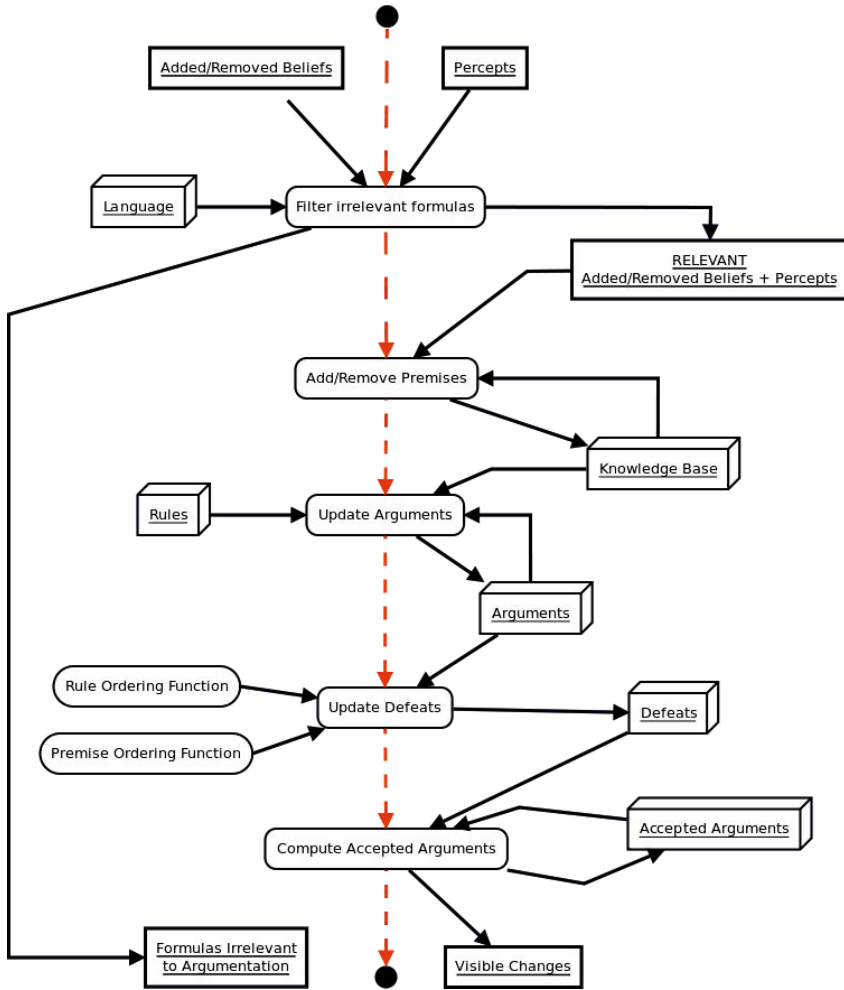 Added/Removed Beliefs
Percepts
Language
Filter irrelevant formulas
RELEVANT
Added/Removed Beliefs + Percepts
Add/Remove Premises
Knowledge Base
Rules
Update Arguments
Arguments
Rule Ordering Function
Update Defeats
Defeats
Premise Ordering Function
Accepted Arguments
Compute Accepted Arguments
Formulas Irrelevant
to Argumentation
Visible Changes